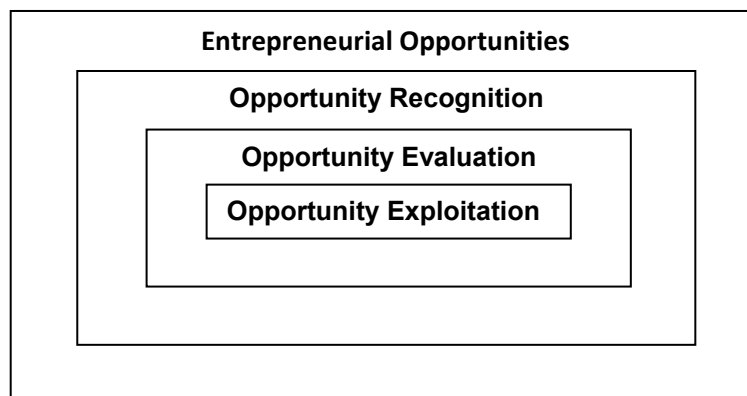 Entrepreneurial Opportunities
Opportunity Recognition
Opportunity Evaluation
Opportunity Exploitation